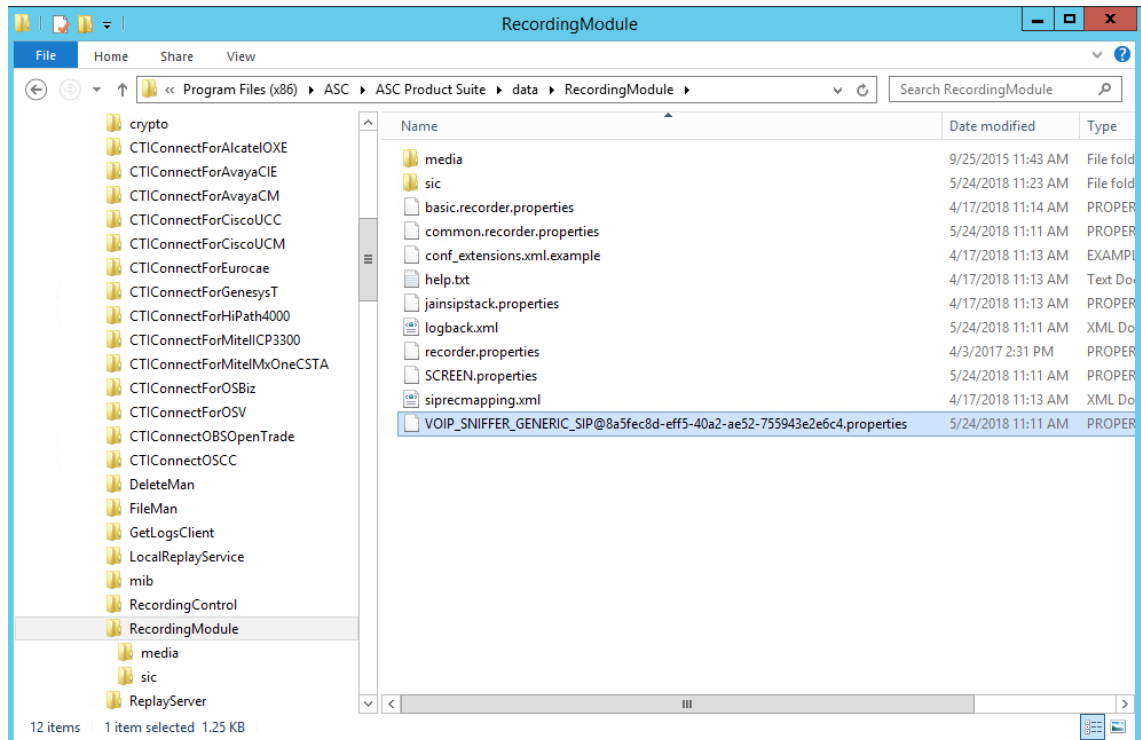 RecordingModule
File Home Share View
« Program Files (x86) ASC ASC Product Suite data RecordingModule Search RecordingModule
crypto
CTIConnectForAlcatelOXE
CTIConnectForAvayaCIE
CTIConnectForAvayaCM
CTIConnectForCiscoUCC
CTIConnectForCiscoUCM
CTIConnectForEurocae
CTIConnectForGenesysT
CTIConnectForHiPath4000
CTIConnectForMitelICP3300
CTIConnectForMitelMxOneCSTA
CTIConnectForOSBiz
CTIConnectForOSV
CTIConnectOBSOpenTrade
CTIConnectOSCC
DeleteMan
FileMan
GetLogsClient
LocalReplayService
mib
RecordingControl
RecordingModule
media
sic
ReplayServer
Name Date modified Type
media 9/25/2015 11:43 AM File fold
sic 5/24/2018 11:23 AM File fold
basic.recorder.properties 4/17/2018 11:14 AM PROPER
common.recorder.properties 5/24/2018 11:11 AM PROPER
conf_extensions.xml.example 4/17/2018 11:13 AM EXAMPL
help.txt 4/17/2018 11:13 AM Text Do
jainsipstack.properties 4/17/2018 11:13 AM PROPER
logback.xml 5/24/2018 11:11 AM XML Do
recorder.properties 4/3/2017 2:31 PM PROPER
SCREEN.properties 5/24/2018 11:11 AM PROPER
siprecmapping.xml 4/17/2018 11:13 AM XML Do
VOIP_SNIFFER_GENERIC_SIP@8a5fec8d-eff5-40a2-ae52-755943e2e6c4.properties 5/24/2018 11:11 AM PROPER
12 items 1 item selected 1.25 KB